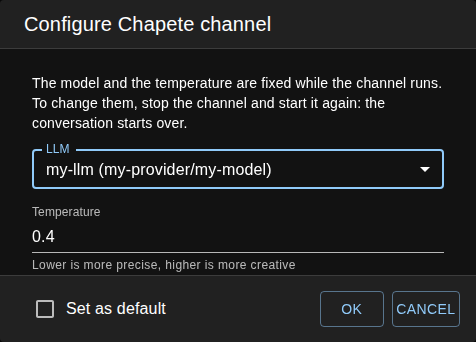 Configure Chapete channel
The model and the temperature are fixed while the channel runs.
To change them, stop the channel and start it again: the
conversation starts over.
LLM
my-llm (my-provider/my-model)
Temperature
0.4
Lower is more precise, higher is more creative
Set as default
OK
CANCEL